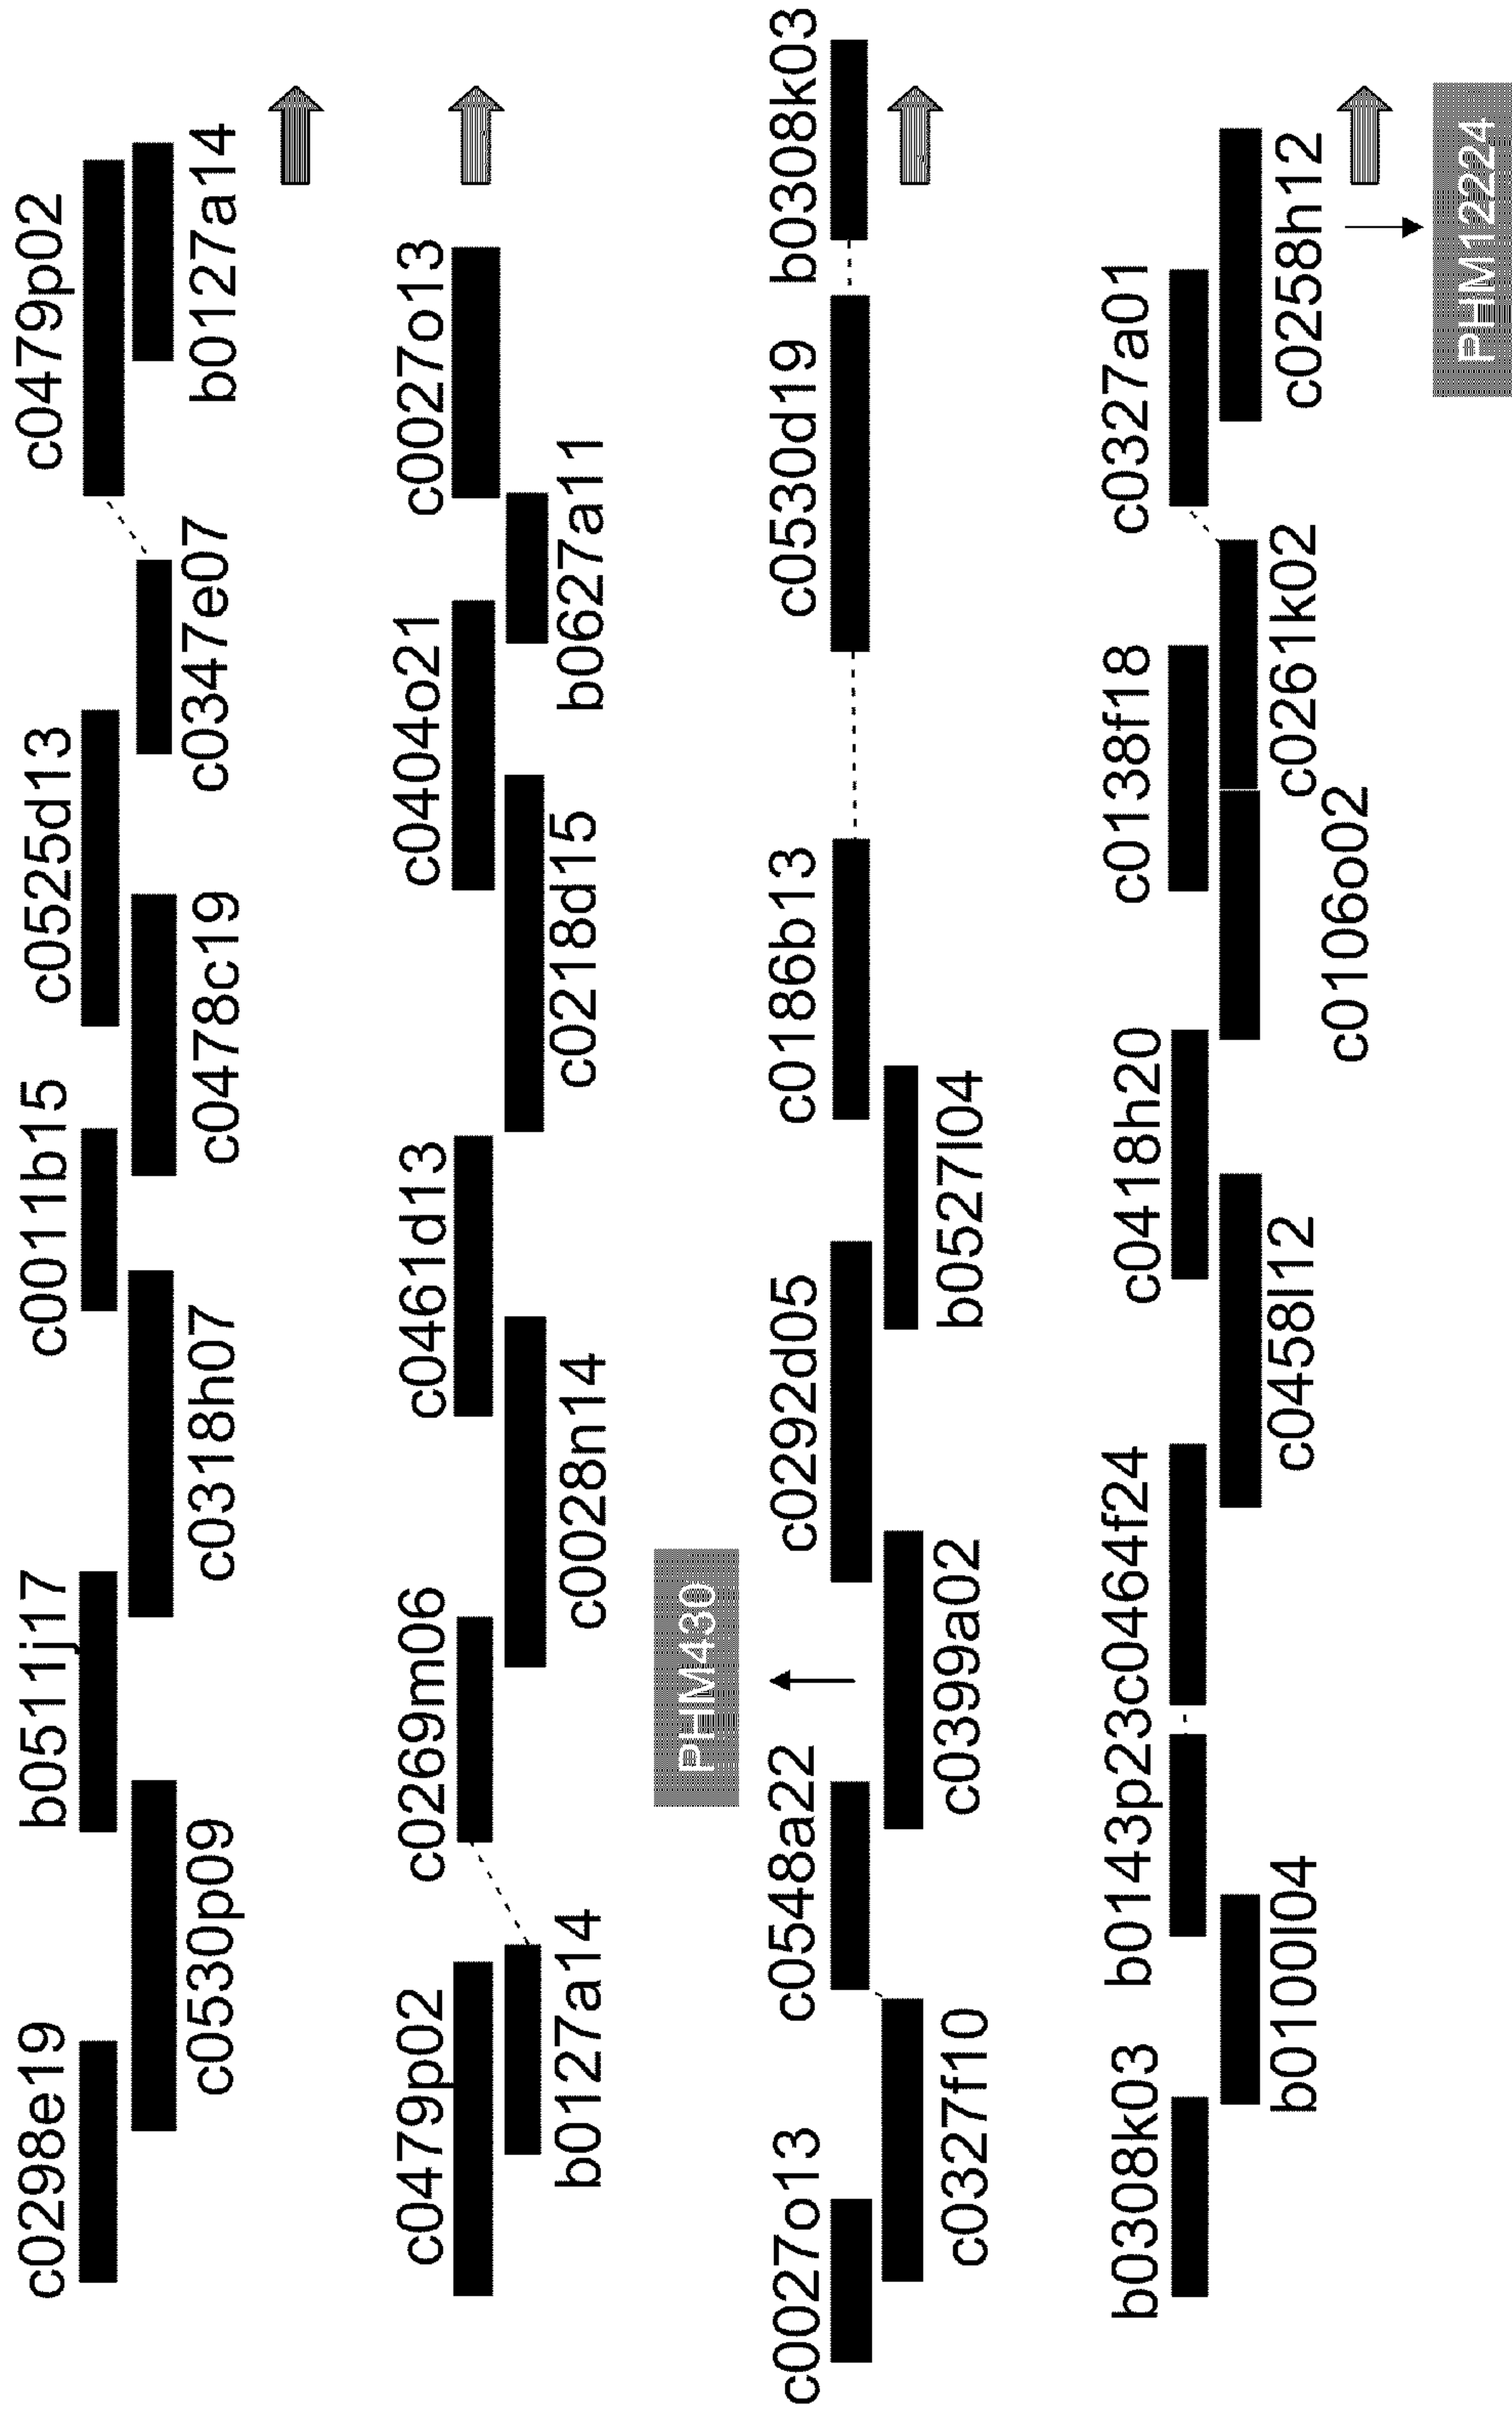 c0298e19 b0511j17 c0011b15 c0525d13 c0479p02
c0530p09 c0318h07 c0478c19 c0347e07 b0127a14
c0479p02 c0269m06 c0461d13 c0404o21 c0027o13
b0127a14 c0028n14 c0218d15 b0627a11
PHM430
c0027o13 c0548a22 c0292d05 c0186b13 c0530d19 b0308k03
c0327f10 c0399a02 b0527l04
b0308k03 b0143p23c0464f24 c0418h20 c0138f18 c0327a01
b0100l04 c0458l12 c0261k02 c0258h12
c0106o02
PHM12224